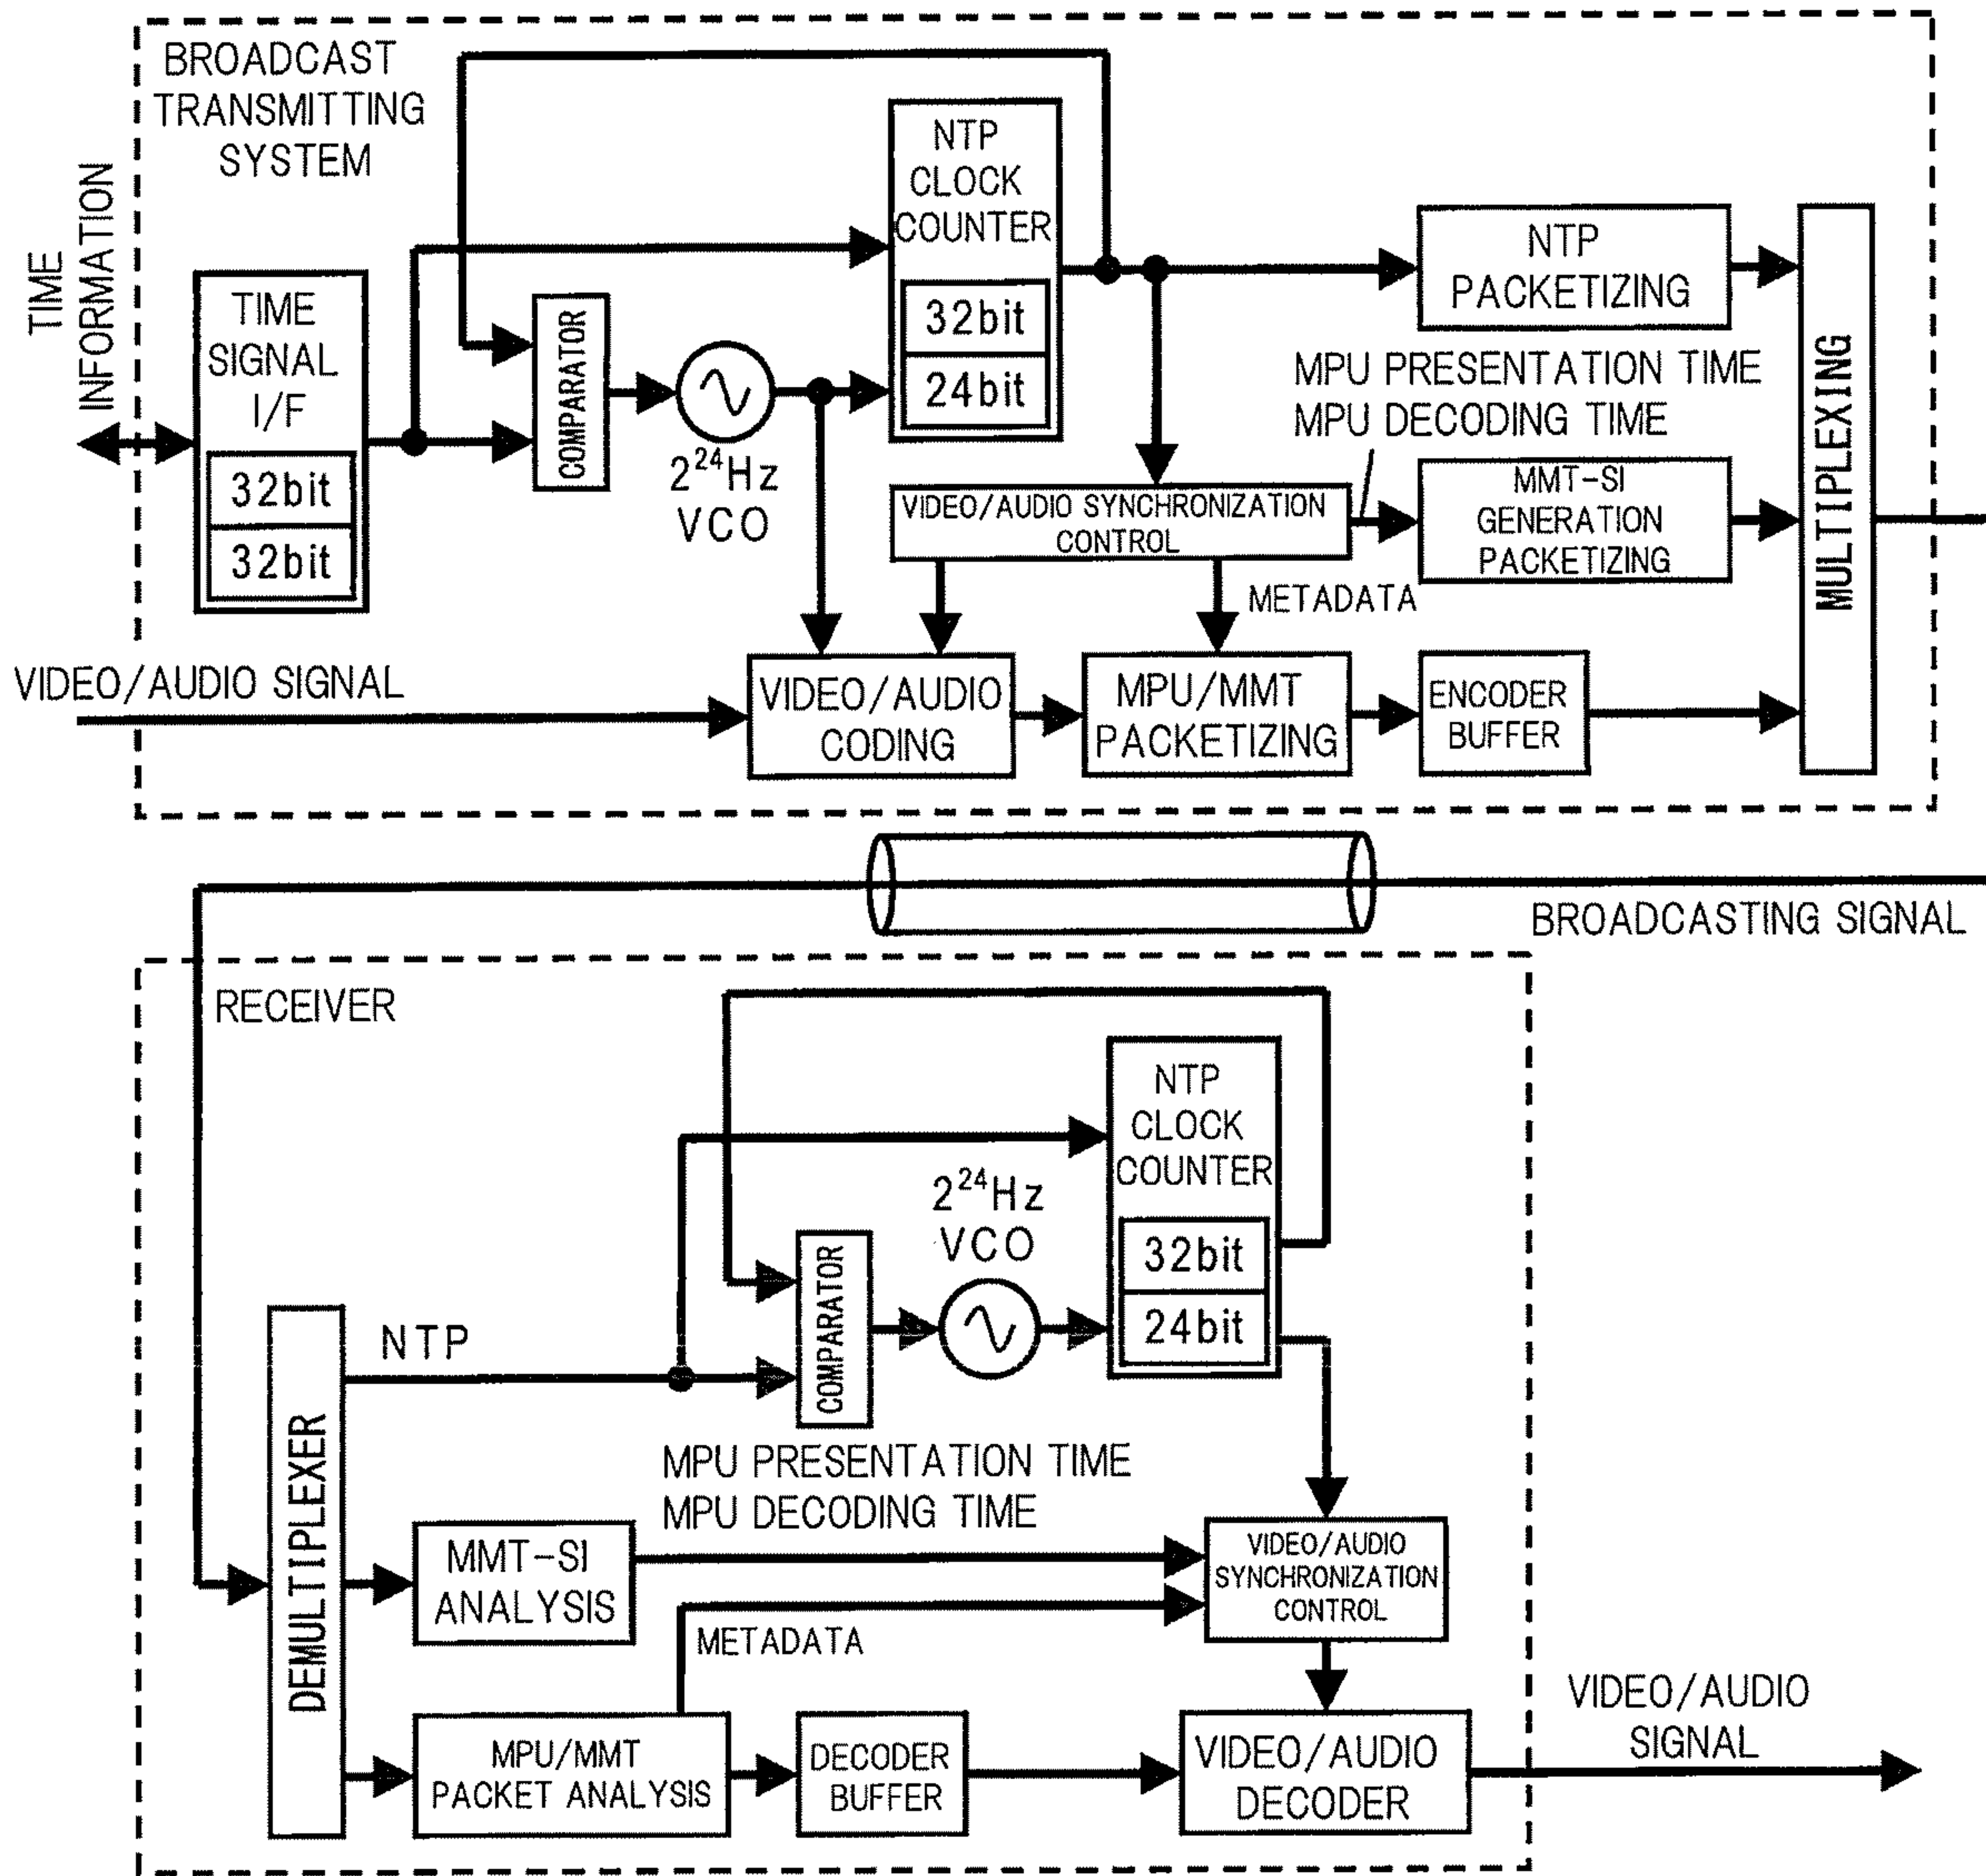 BROADCAST
TRANSMITTING
SYSTEM
TIME
INFORMATION
TIME
SIGNAL
I/F
32bit
32bit
COMPARATOR
2²⁴Hz
VCO
NTP
CLOCK
COUNTER
32bit
24bit
NTP
PACKETIZING
MPU PRESENTATION TIME
MPU DECODING TIME
VIDEO/AUDIO SYNCHRONIZATION
CONTROL
MMT-SI
GENERATION
PACKETIZING
MULTIPLEXING
METADATA
VIDEO/AUDIO SIGNAL
VIDEO/AUDIO
CODING
MPU/MMT
PACKETIZING
ENCODER
BUFFER
BROADCASTING SIGNAL
RECEIVER
NTP
CLOCK
COUNTER
32bit
24bit
2²⁴Hz
VCO
COMPARATOR
NTP
DEMULTIPLEXER
MPU PRESENTATION TIME
MPU DECODING TIME
MMT-SI
ANALYSIS
VIDEO/AUDIO
SYNCHRONIZATION
CONTROL
METADATA
MPU/MMT
PACKET ANALYSIS
DECODER
BUFFER
VIDEO/AUDIO
DECODER
VIDEO/AUDIO
SIGNAL